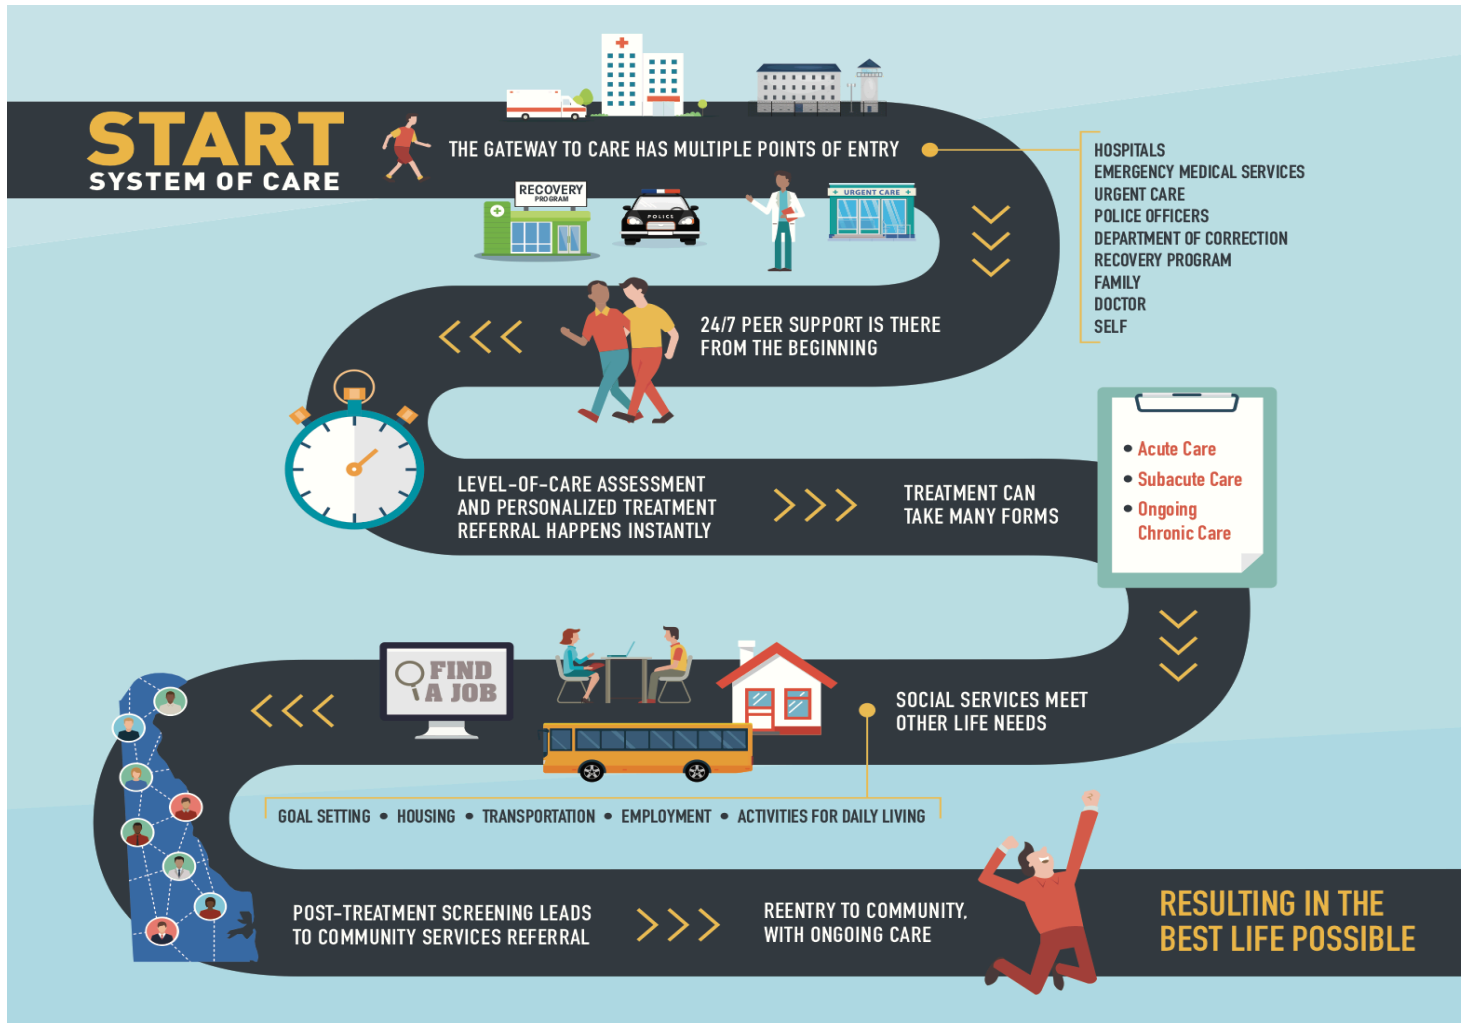 START
SYSTEM OF CARE
THE GATEWAY TO CARE HAS MULTIPLE POINTS OF ENTRY
HOSPITALS
EMERGENCY MEDICAL SERVICES
URGENT CARE
POLICE OFFICERS
DEPARTMENT OF CORRECTION
RECOVERY PROGRAM
FAMILY
DOCTOR
SELF
RECOVERY
PROGRAM
POLICE
URGENT CARE
24/7 PEER SUPPORT IS THERE
FROM THE BEGINNING
LEVEL-OF-CARE ASSESSMENT
AND PERSONALIZED TREATMENT
REFERRAL HAPPENS INSTANTLY
TREATMENT CAN
TAKE MANY FORMS
• Acute Care
• Subacute Care
• Ongoing
Chronic Care
SOCIAL SERVICES MEET
OTHER LIFE NEEDS
FIND
A JOB
GOAL SETTING • HOUSING • TRANSPORTATION • EMPLOYMENT • ACTIVITIES FOR DAILY LIVING
POST-TREATMENT SCREENING LEADS
TO COMMUNITY SERVICES REFERRAL
REENTRY TO COMMUNITY,
WITH ONGOING CARE
RESULTING IN THE
BEST LIFE POSSIBLE